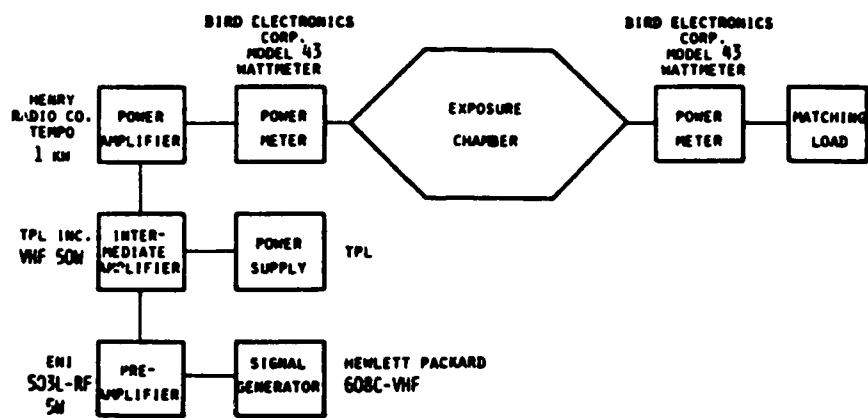 BIRD ELECTRONICS
CORP.
MODEL 43
WATTMETER
BIRD ELECTRONICS
CORP.
MODEL 43
WATTMETER
HENRY
RADIO CO.
TEMPO
1 KW
POWER
AMPLIFIER
POWER
METER
EXPOSURE
CHAMBER
POWER
METER
MATCHING
LOAD
TPL INC.
VHF 50W
INTER-
MEDIATE
AMPLIFIER
POWER
SUPPLY
TPL
ENI
503L-RF
5W
PRE-
AMPLIFIER
SIGNAL
GENERATOR
HEWLETT PACKARD
608C-VHF